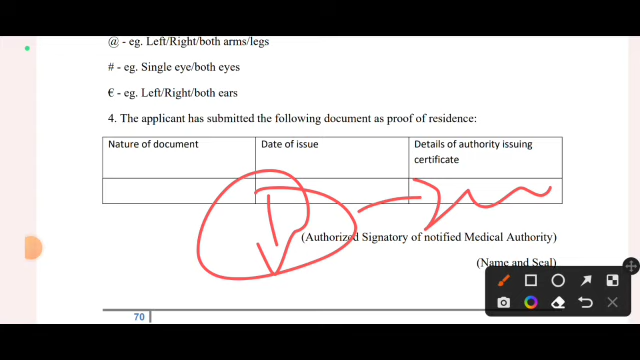 @ - eg. Left/Right/both arms/legs
# - eg. Single eye/both eyes
€ - eg. Left/Right/both ears
4. The applicant has submitted the following document as proof of residence:
Nature of document Date of issue Details of authority issuing
certificate
(Authorized Signatory of notified Medical Authority)
(Name and Seal)
70